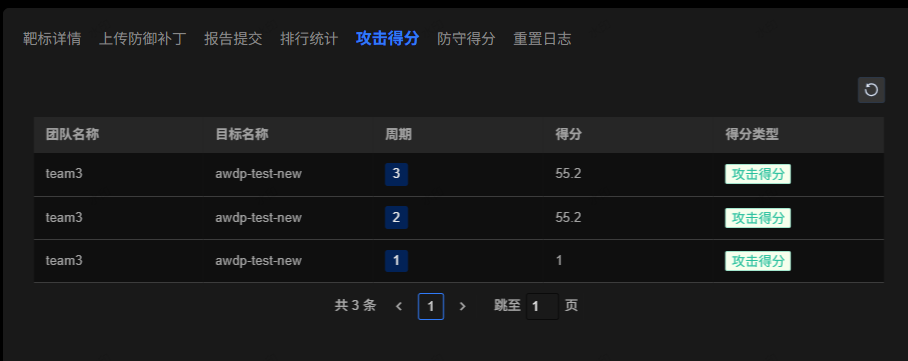 靶标详情 上传防御补丁 报告提交 排行统计 攻击得分 防守得分 重置日志
团队名称 目标名称 周期 得分 得分类型
team3 awdp-test-new 3 55.2 攻击得分
team3 awdp-test-new 2 55.2 攻击得分
team3 awdp-test-new 1 1 攻击得分
共 3 条 < 1 > 跳至 1 页